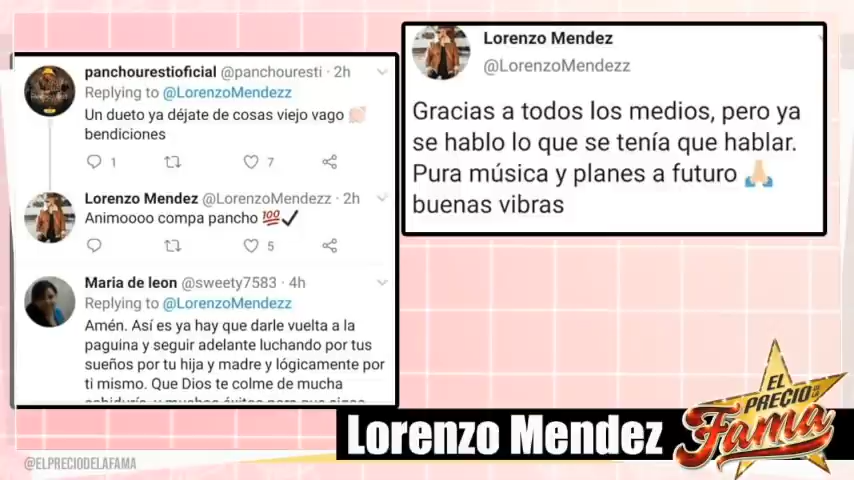 panchourestioficial @panchouresti · 2h
Replying to @LorenzoMendezz
Un dueto ya déjate de cosas viejo vago 👏🏻
bendiciones
1 7
Lorenzo Mendez @LorenzoMendezz · 2h
Animoooo compa pancho 💯✔
5
Maria de leon @sweety7583 · 4h
Replying to @LorenzoMendezz
Amén. Así es ya hay que darle vuelta a la
paguina y seguir adelante luchando por tus
sueños por tu hija y madre y lógicamente por
ti mismo. Que Dios te colme de mucha
Lorenzo Mendez
@LorenzoMendezz
Gracias a todos los medios, pero ya
se hablo lo que se tenía que hablar.
Pura música y planes a futuro 🙏🏼
buenas vibras
Lorenzo Mendez
EL
PRECIO
DE LA
Fama
@ELPRECIODELAFAMA